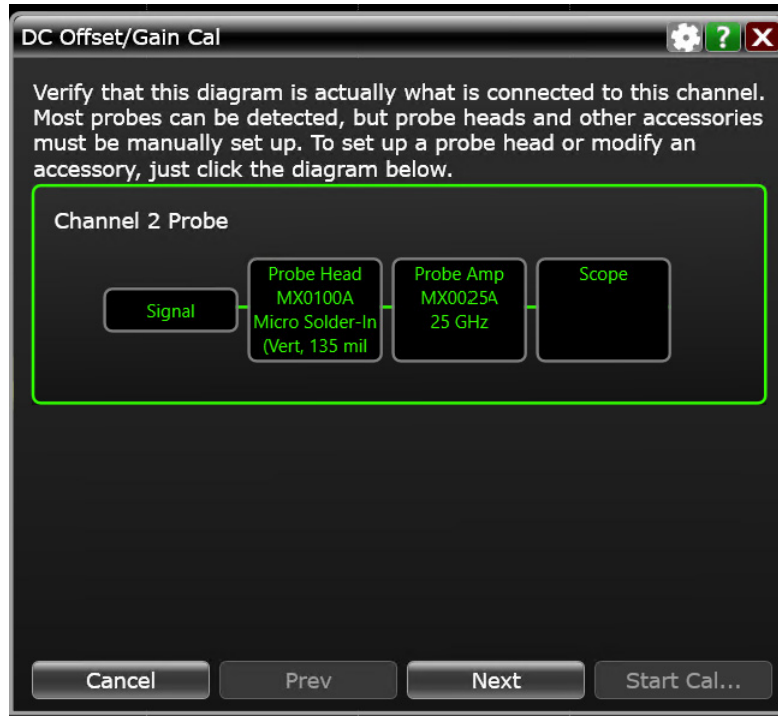 DC Offset/Gain Cal
?
X
Verify that this diagram is actually what is connected to this channel.
Most probes can be detected, but probe heads and other accessories
must be manually set up. To set up a probe head or modify an
accessory, just click the diagram below.
Channel 2 Probe
Signal
Probe Head
MX0100A
Micro Solder-In
(Vert, 135 mil
Probe Amp
MX0025A
25 GHz
Scope
Cancel
Prev
Next
Start Cal...